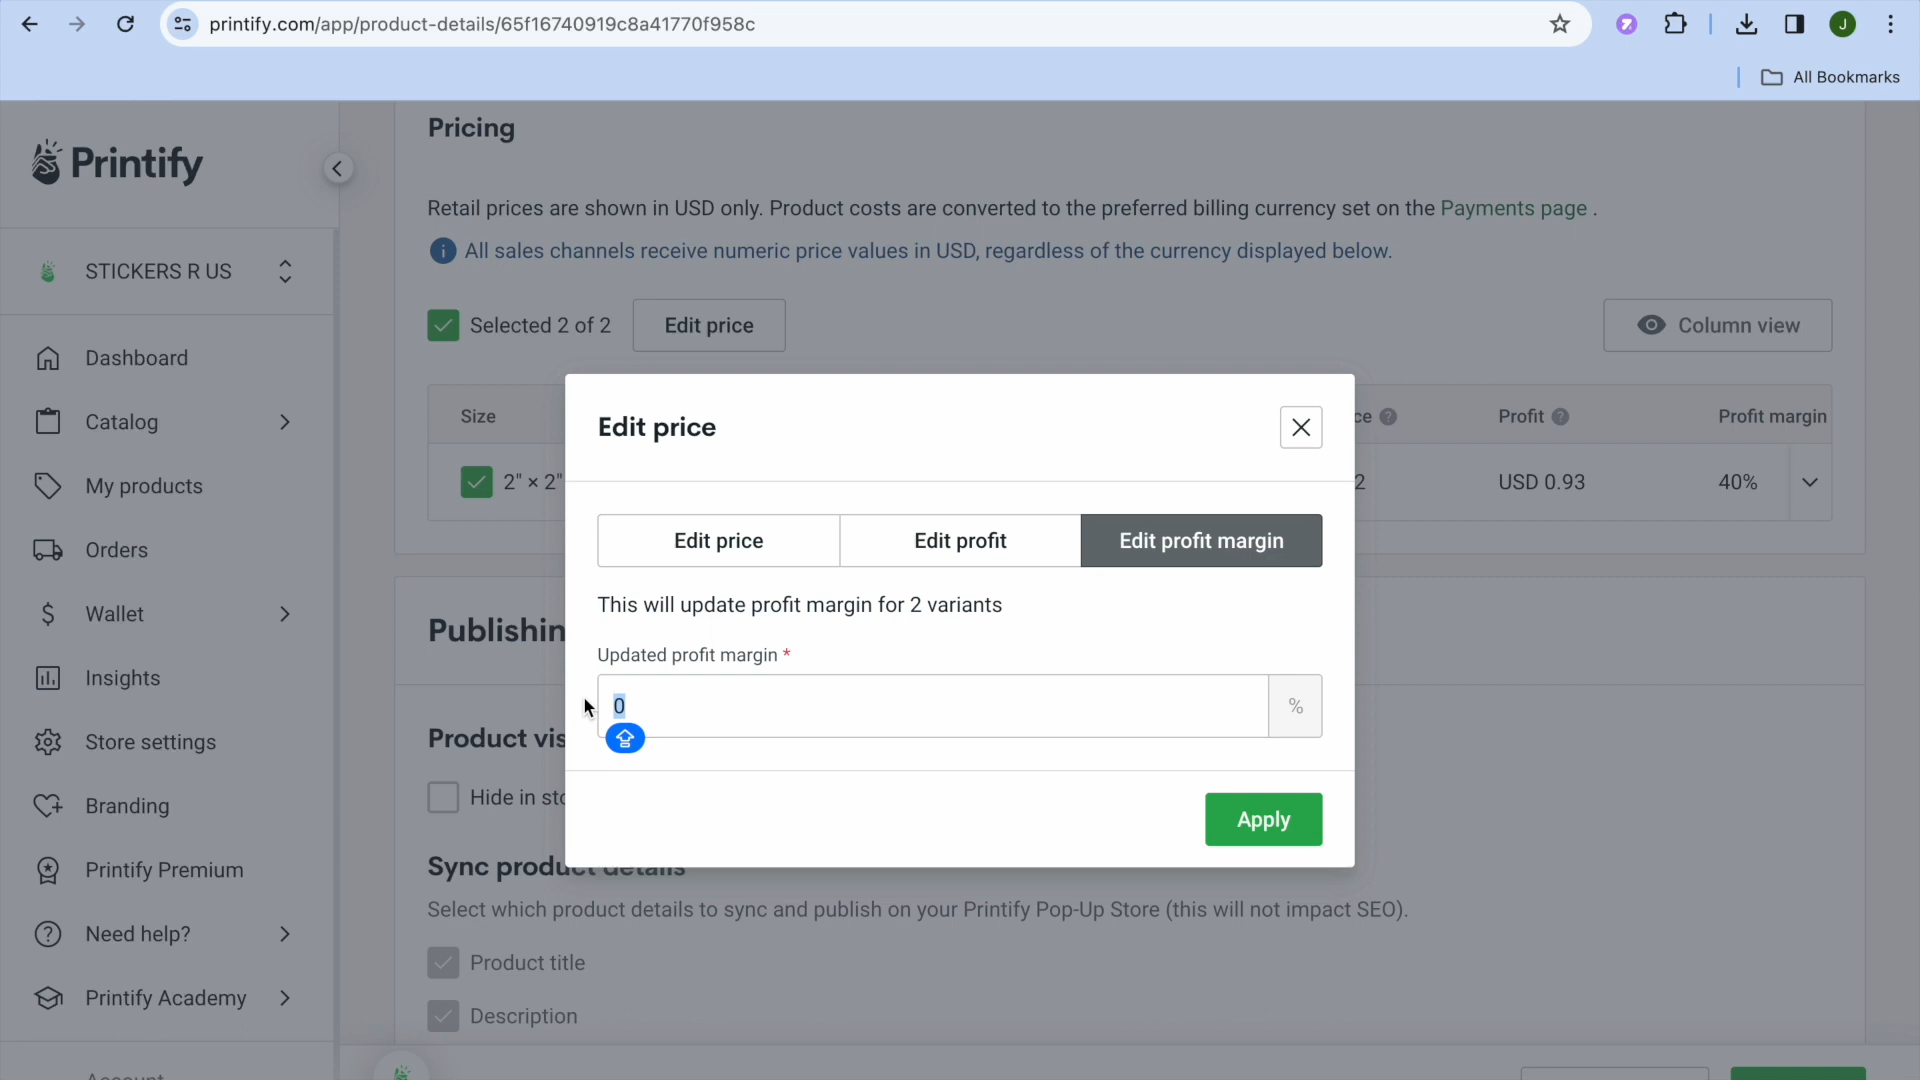 printify.com/app/product-details/65f16740919c8a41770f958c
J
All Bookmarks
Printify
STICKERS R US
Dashboard
Catalog
My products
Orders
Wallet
Insights
Store settings
Branding
Printify Premium
Need help?
Printify Academy
Account
Pricing
Retail prices are shown in USD only. Product costs are converted to the preferred billing currency set on the Payments page .
All sales channels receive numeric price values in USD, regardless of the currency displayed below.
Selected 2 of 2
Edit price
Column view
Size
ce
Profit
Profit margin
2" × 2"
2
USD 0.93
40%
Edit price
Edit price
Edit profit
Edit profit margin
This will update profit margin for 2 variants
Updated profit margin *
0
%
Apply
Publishin
Product vis
Hide in sto
Sync product details
Select which product details to sync and publish on your Printify Pop-Up Store (this will not impact SEO).
Product title
Description